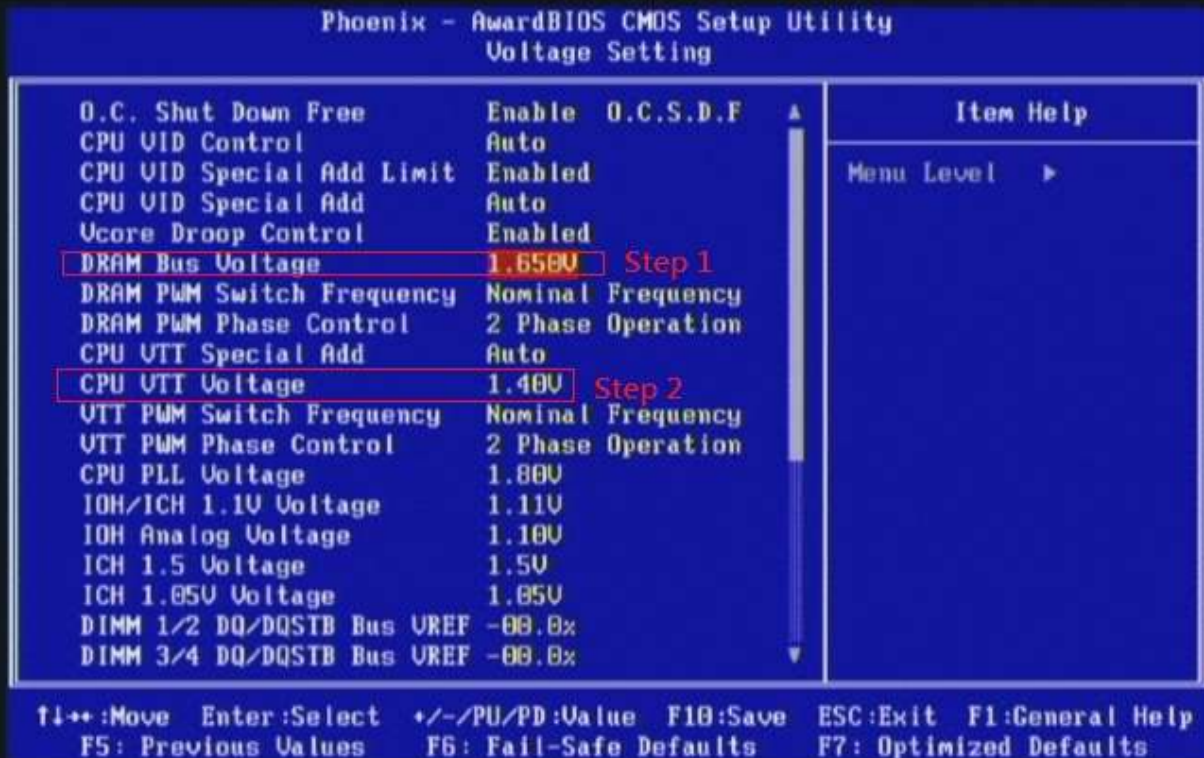 Phoenix - AwardBIOS CMOS Setup Utility
Voltage Setting
O.C. Shut Down Free Enable O.C.S.D.F
CPU VID Control Auto
CPU VID Special Add Limit Enabled
CPU VID Special Add Auto
Vcore Droop Control Enabled
DRAM Bus Voltage 1.650V Step 1
DRAM PWM Switch Frequency Nominal Frequency
DRAM PWM Phase Control 2 Phase Operation
CPU VTT Special Add Auto
CPU VTT Voltage 1.40V Step 2
VTT PWM Switch Frequency Nominal Frequency
VTT PWM Phase Control 2 Phase Operation
CPU PLL Voltage 1.80V
IOH/ICH 1.1V Voltage 1.11V
IOH Analog Voltage 1.10V
ICH 1.5 Voltage 1.5V
ICH 1.05V Voltage 1.05V
DIMM 1/2 DQ/DQSTB Bus VREF -00.0%
DIMM 3/4 DQ/DQSTB Bus VREF -00.0%
Item Help
Menu Level ►
↑↓→←:Move Enter:Select +/-/PU/PD:Value F10:Save ESC:Exit F1:General Help
F5: Previous Values F6: Fail-Safe Defaults F7: Optimized Defaults